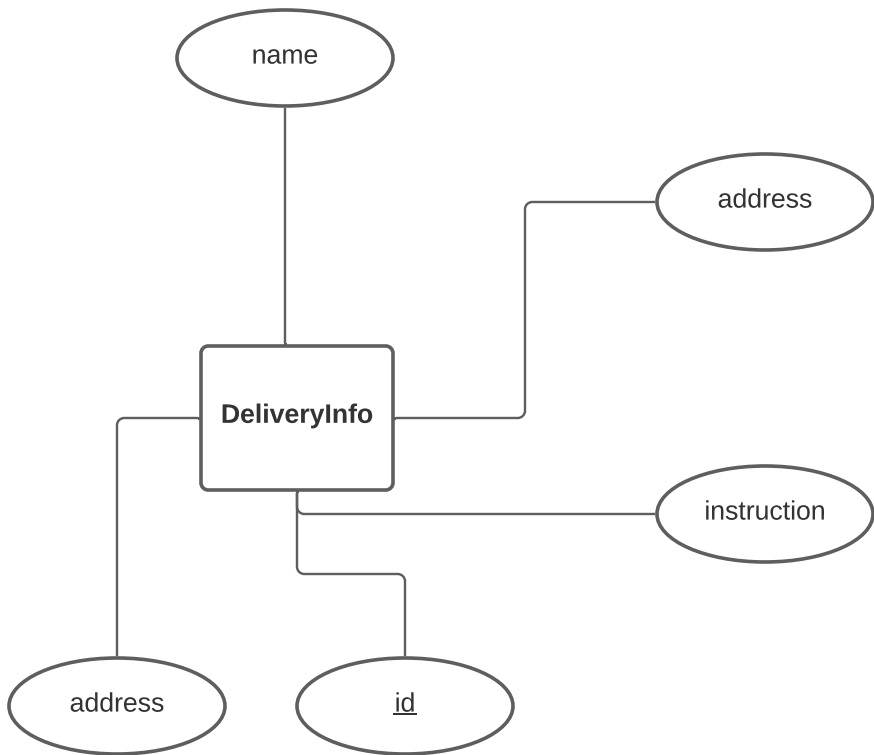 name
address
DeliveryInfo
instruction
address
id